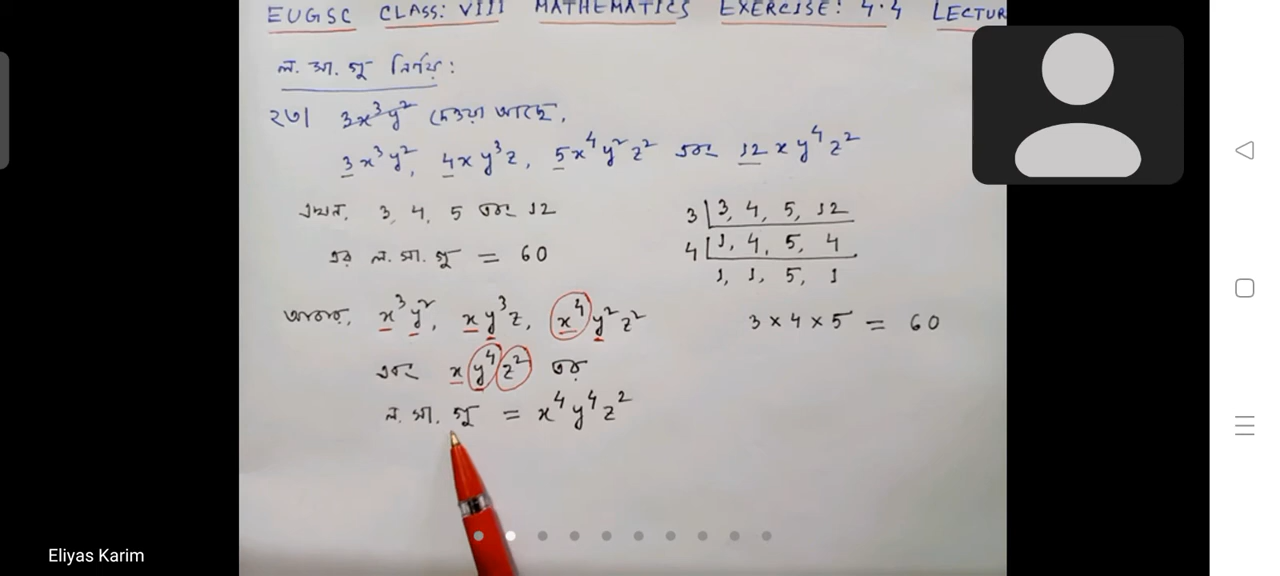 EUGSC CLASS: VIII MATHEMATICS EXERCISE: 4.4 LECTUR
ল. সা. গু নির্ণয়:
২৩। 3x³y² দেওয়া আছে,
3x³y², 4xy³z, 5x⁴y²z² এবং 12xy⁴z²
এখন, 3, 4, 5 এবং 12
এর ল. সা. গু = 60
3 | 3, 4, 5, 12
4 | 1, 4, 5, 4
1, 1, 5, 1
3 × 4 × 5 = 60
আবার, x³y², xy³z, x⁴y²z²
এবং xy⁴z² এর
ল. সা. গু = x⁴y⁴z²
Eliyas Karim